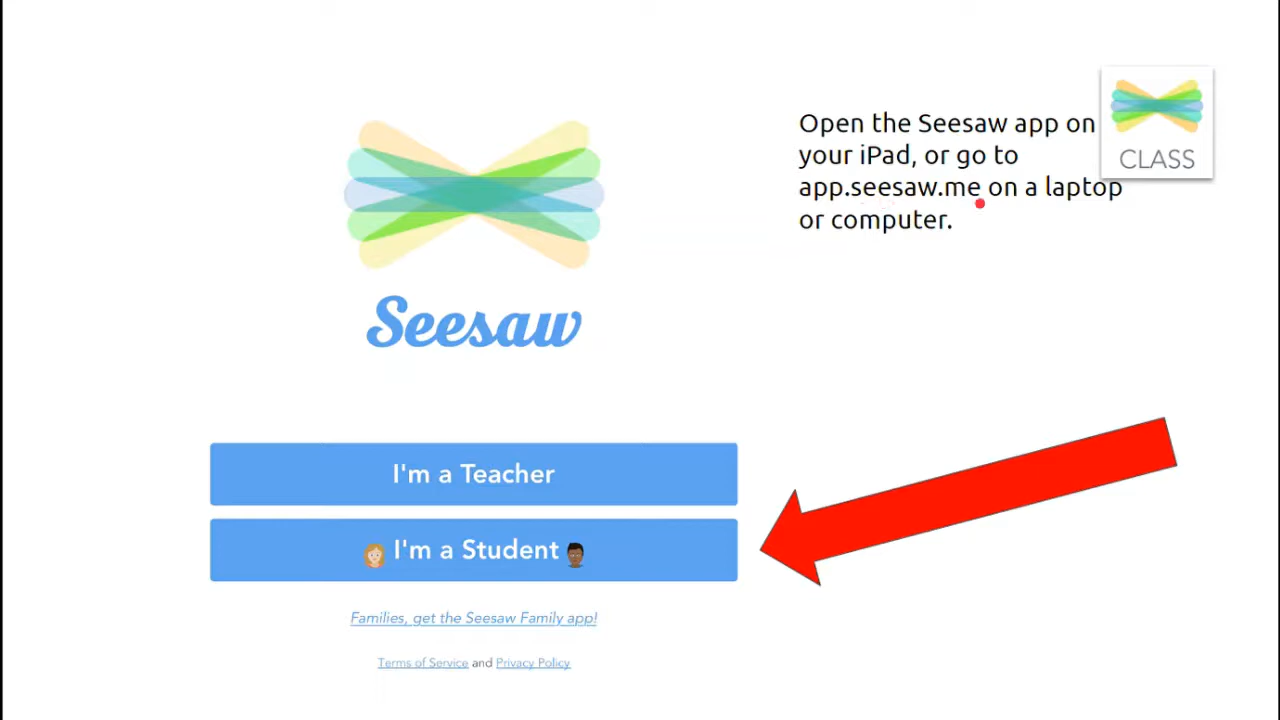 Open the Seesaw app on
your iPad, or go to
app.seesaw.me on a laptop
or computer.
CLASS
Seesaw
I'm a Teacher
I'm a Student
Families, get the Seesaw Family app!
Terms of Service and Privacy Policy